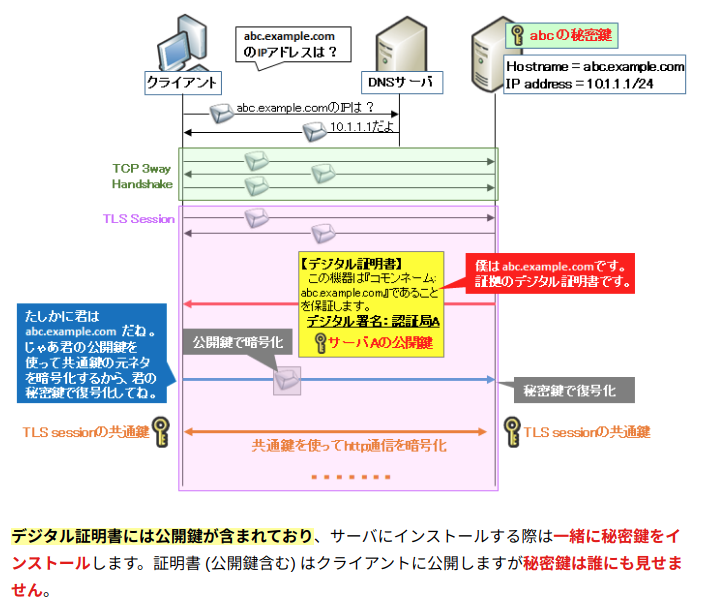 abc.example.com
のIPアドレスは？
abcの秘密鍵
クライアント
DNSサーバ
Hostname = abc.example.com
IP address = 10.1.1.1/24
abc.example.comのIPは？
10.1.1.1だよ
TCP 3way
Handshake
TLS Session
【デジタル証明書】
この機器は『コモンネーム:
abc.example.com』であること
を保証します。
デジタル署名：認証局A
サーバAの公開鍵
僕は abc.example.comです。
証拠のデジタル証明書です。
たしかに君は
abc.example.com だね。
じゃあ君の公開鍵を
使って共通鍵の元ネタ
を暗号化するから、君の
秘密鍵で復号化してね。
公開鍵で暗号化
秘密鍵で復号化
TLS sessionの共通鍵
TLS sessionの共通鍵
共通鍵を使ってhttp通信を暗号化
デジタル証明書には公開鍵が含まれており、サーバにインストールする際は一緒に秘密鍵をイ
ンストールします。証明書 (公開鍵含む) はクライアントに公開しますが秘密鍵は誰にも見せま
せん。